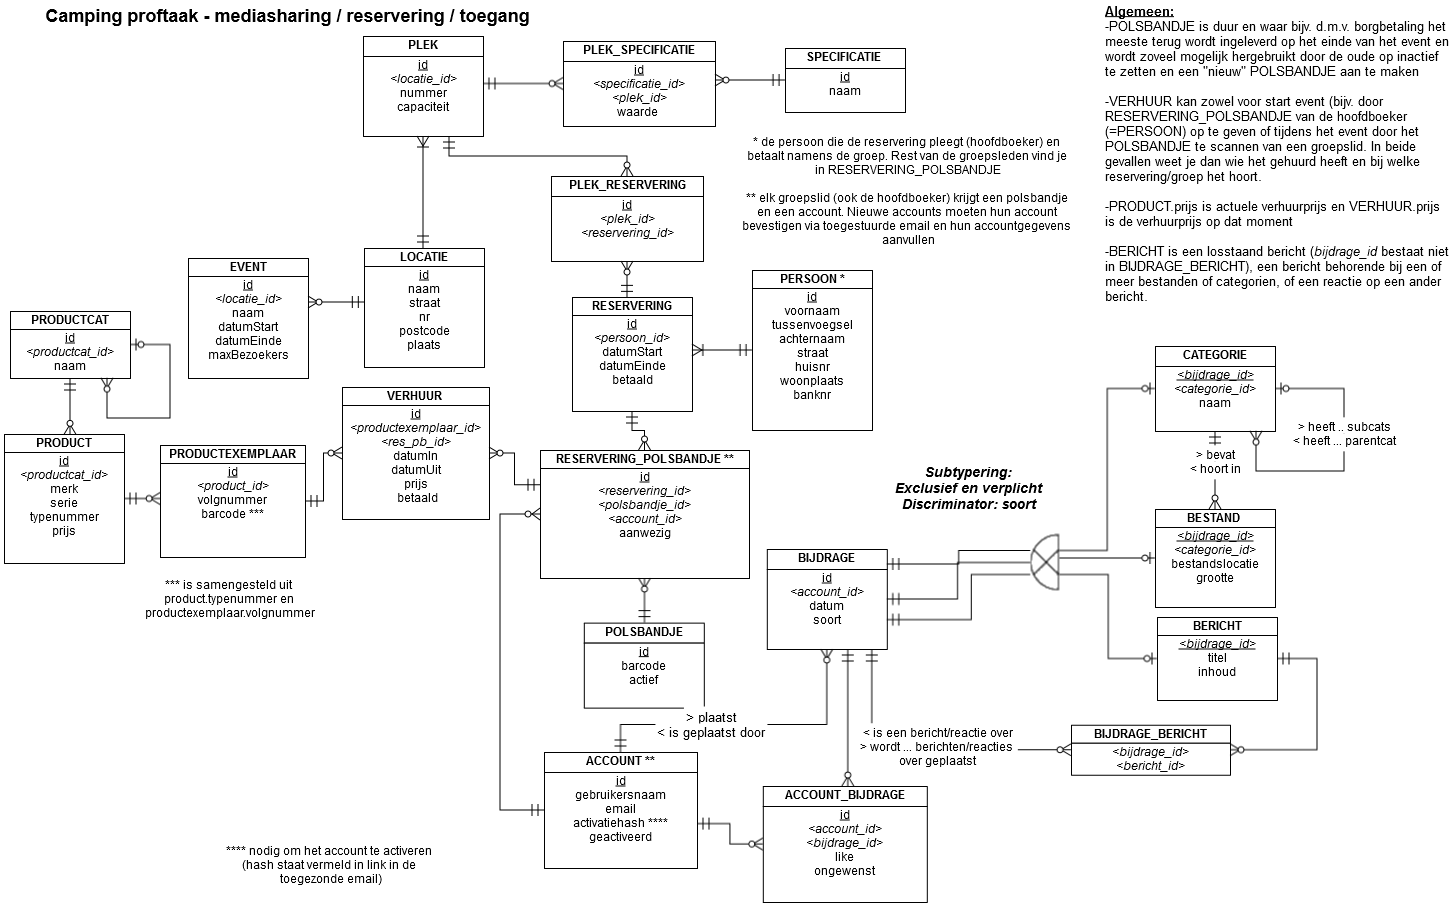 Camping proftaak - mediasharing / reservering / toegang
Algemeen:
-POLSBANDJE is duur en waar bijv. d.m.v. borgbetaling het
meeste terug wordt ingeleverd op het einde van het event en
wordt zoveel mogelijk hergebruikt door de oude op inactief
te zetten en een "nieuw" POLSBANDJE aan te maken
-VERHUUR kan zowel voor start event (bijv. door
RESERVERING_POLSBANDJE van de hoofdboeker
(=PERSOON) op te geven of tijdens het event door het
POLSBANDJE te scannen van een groepslid. In beide
gevallen weet je dan wie het gehuurd heeft en bij welke
reservering/groep het hoort.
-PRODUCT.prijs is actuele verhuurprijs en VERHUUR.prijs
is de verhuurprijs op dat moment
-BERICHT is een losstaand bericht (bijdrage_id bestaat niet
in BIJDRAGE_BERICHT), een bericht behorende bij een of
meer bestanden of categorien, of een reactie op een ander
bericht.
PLEK
id
<locatie_id>
nummer
capaciteit
PLEK_SPECIFICATIE
id
<specificatie_id>
<plek_id>
waarde
SPECIFICATIE
id
naam
* de persoon die de reservering pleegt (hoofdboeker) en
betaalt namens de groep. Rest van de groepsleden vind je
in RESERVERING_POLSBANDJE
** elk groepslid (ook de hoofdboeker) krijgt een polsbandje
en een account. Nieuwe accounts moeten hun account
bevestigen via toegestuurde email en hun accountgegevens
aanvullen
PLEK_RESERVERING
id
<plek_id>
<reservering_id>
LOCATIE
id
naam
straat
nr
postcode
plaats
EVENT
id
<locatie_id>
naam
datumStart
datumEinde
maxBezoekers
PERSOON *
id
voornaam
tussenvoegsel
achternaam
straat
huisnr
woonplaats
banknr
RESERVERING
id
<persoon_id>
datumStart
datumEinde
betaald
PRODUCTCAT
id
<productcat_id>
naam
VERHUUR
id
<productexemplaar_id>
<res_pb_id>
datumIn
datumUit
prijs
betaald
CATEGORIE
<bijdrage_id>
<categorie_id>
naam
> heeft .. subcats
< heeft ... parentcat
> bevat
< hoort in
PRODUCT
id
<productcat_id>
merk
serie
typenummer
prijs
PRODUCTEXEMPLAAR
id
<product_id>
volgnummer
barcode ***
*** is samengesteld uit
product.typenummer en
productexemplaar.volgnummer
RESERVERING_POLSBANDJE **
id
<reservering_id>
<polsbandje_id>
<account_id>
aanwezig
Subtypering:
Exclusief en verplicht
Discriminator: soort
BESTAND
<bijdrage_id>
<categorie_id>
bestandslocatie
grootte
BIJDRAGE
id
<account_id>
datum
soort
BERICHT
<bijdrage_id>
titel
inhoud
POLSBANDJE
id
barcode
actief
> plaatst
< is geplaatst door
< is een bericht/reactie over
> wordt ... berichten/reacties
over geplaatst
BIJDRAGE_BERICHT
<bijdrage_id>
<bericht_id>
ACCOUNT **
id
gebruikersnaam
email
activatiehash ****
geactiveerd
ACCOUNT_BIJDRAGE
id
<account_id>
<bijdrage_id>
like
ongewenst
**** nodig om het account te activeren
(hash staat vermeld in link in de
toegezonde email)